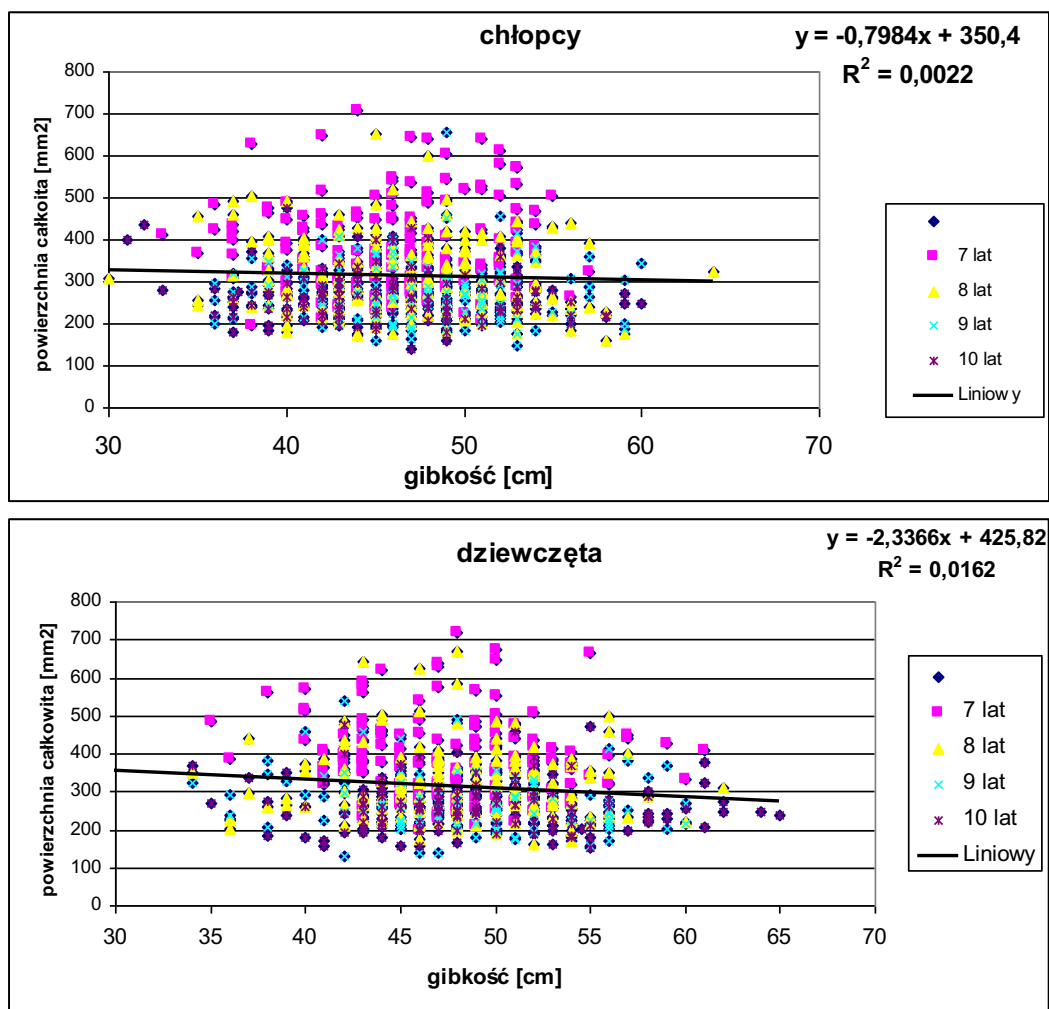 chłopcy
y = -0,7984x + 350,4
R² = 0,0022
powierzchnia całkoita [mm2]
800
700
600
500
400
300
200
100
0
30 40 50 60 70
gibkość [cm]
7 lat
8 lat
9 lat
10 lat
Liniowy
dziewczęta
y = -2,3366x + 425,82
R² = 0,0162
powierzchnia całkowita [mm2]
800
700
600
500
400
300
200
100
0
30 35 40 45 50 55 60 65 70
gibkość [cm]
7 lat
8 lat
9 lat
10 lat
Liniowy